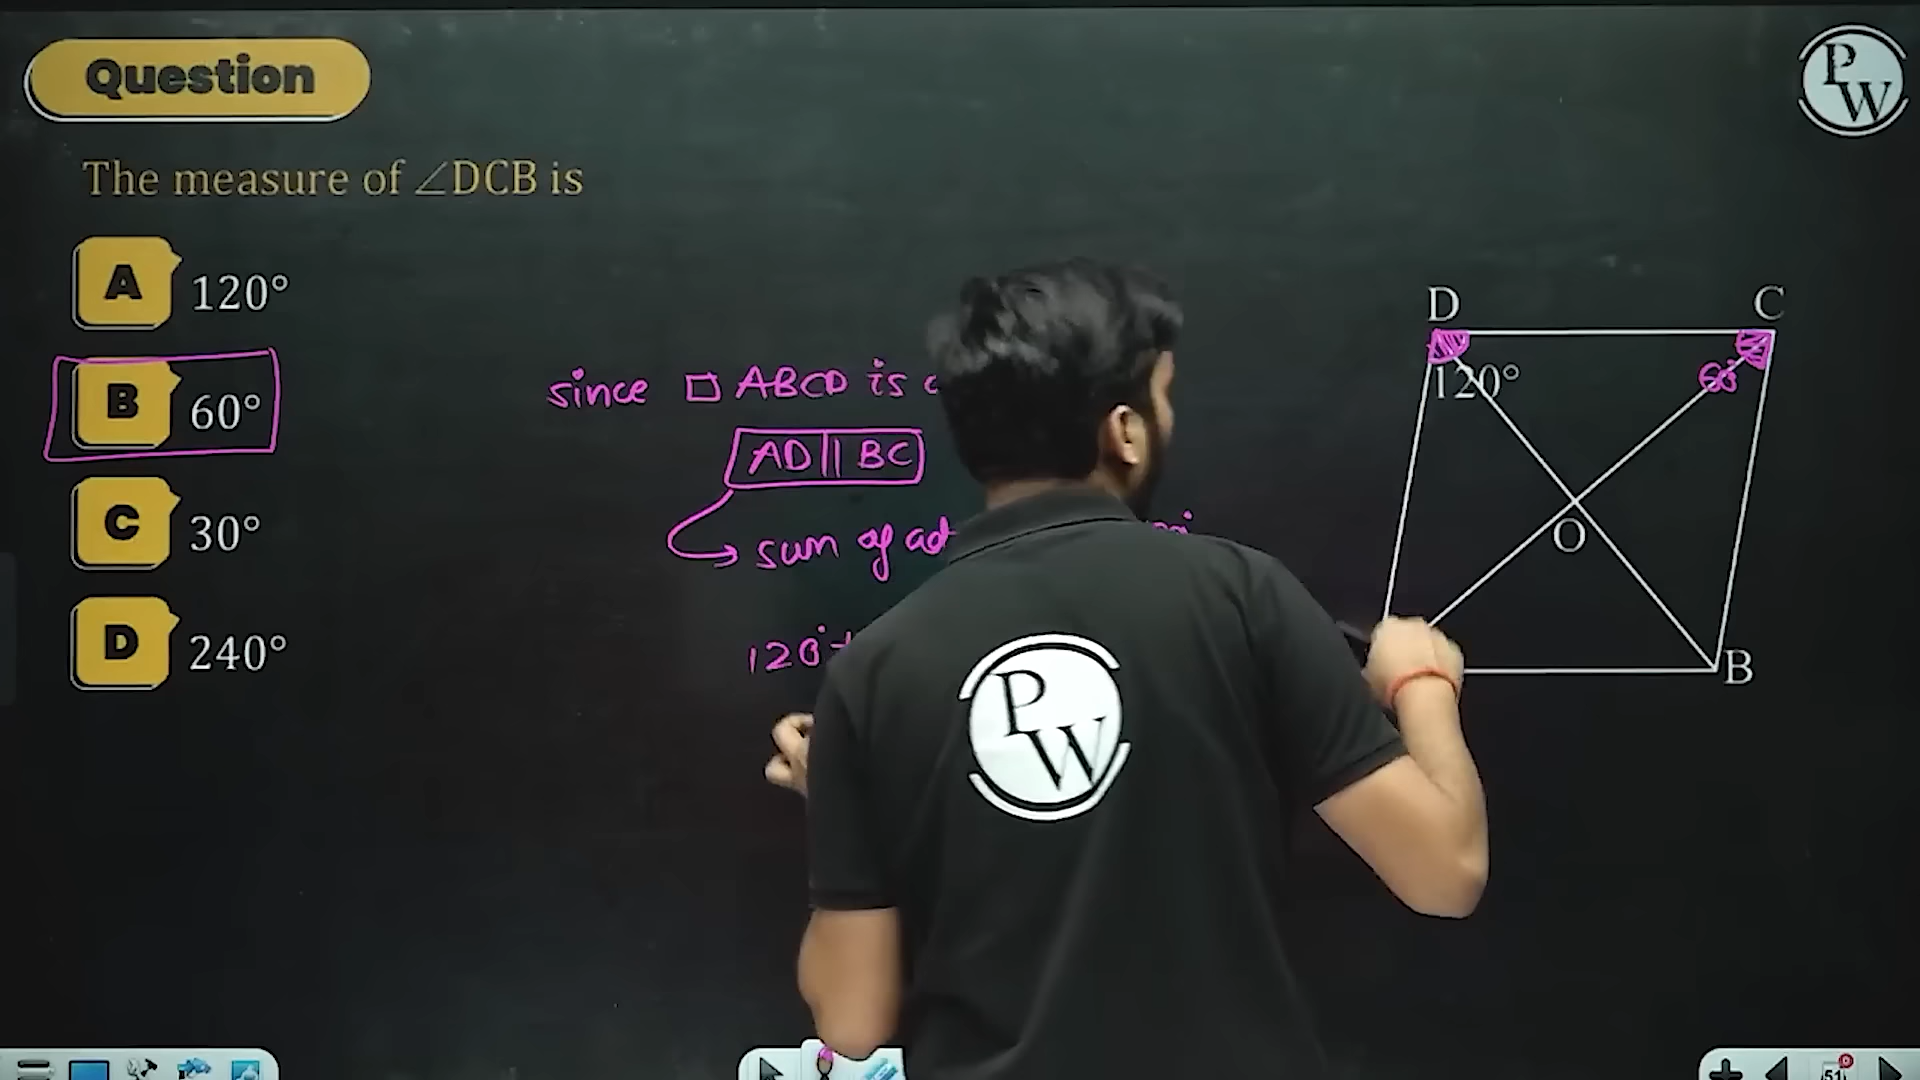 Question
P
W
The measure of ∠DCB is
A 120°
B 60°
C 30°
D 240°
since □ ABCD is
AD || BC
sum of
120° +
D C
120° 60°
O
B
P
W
51